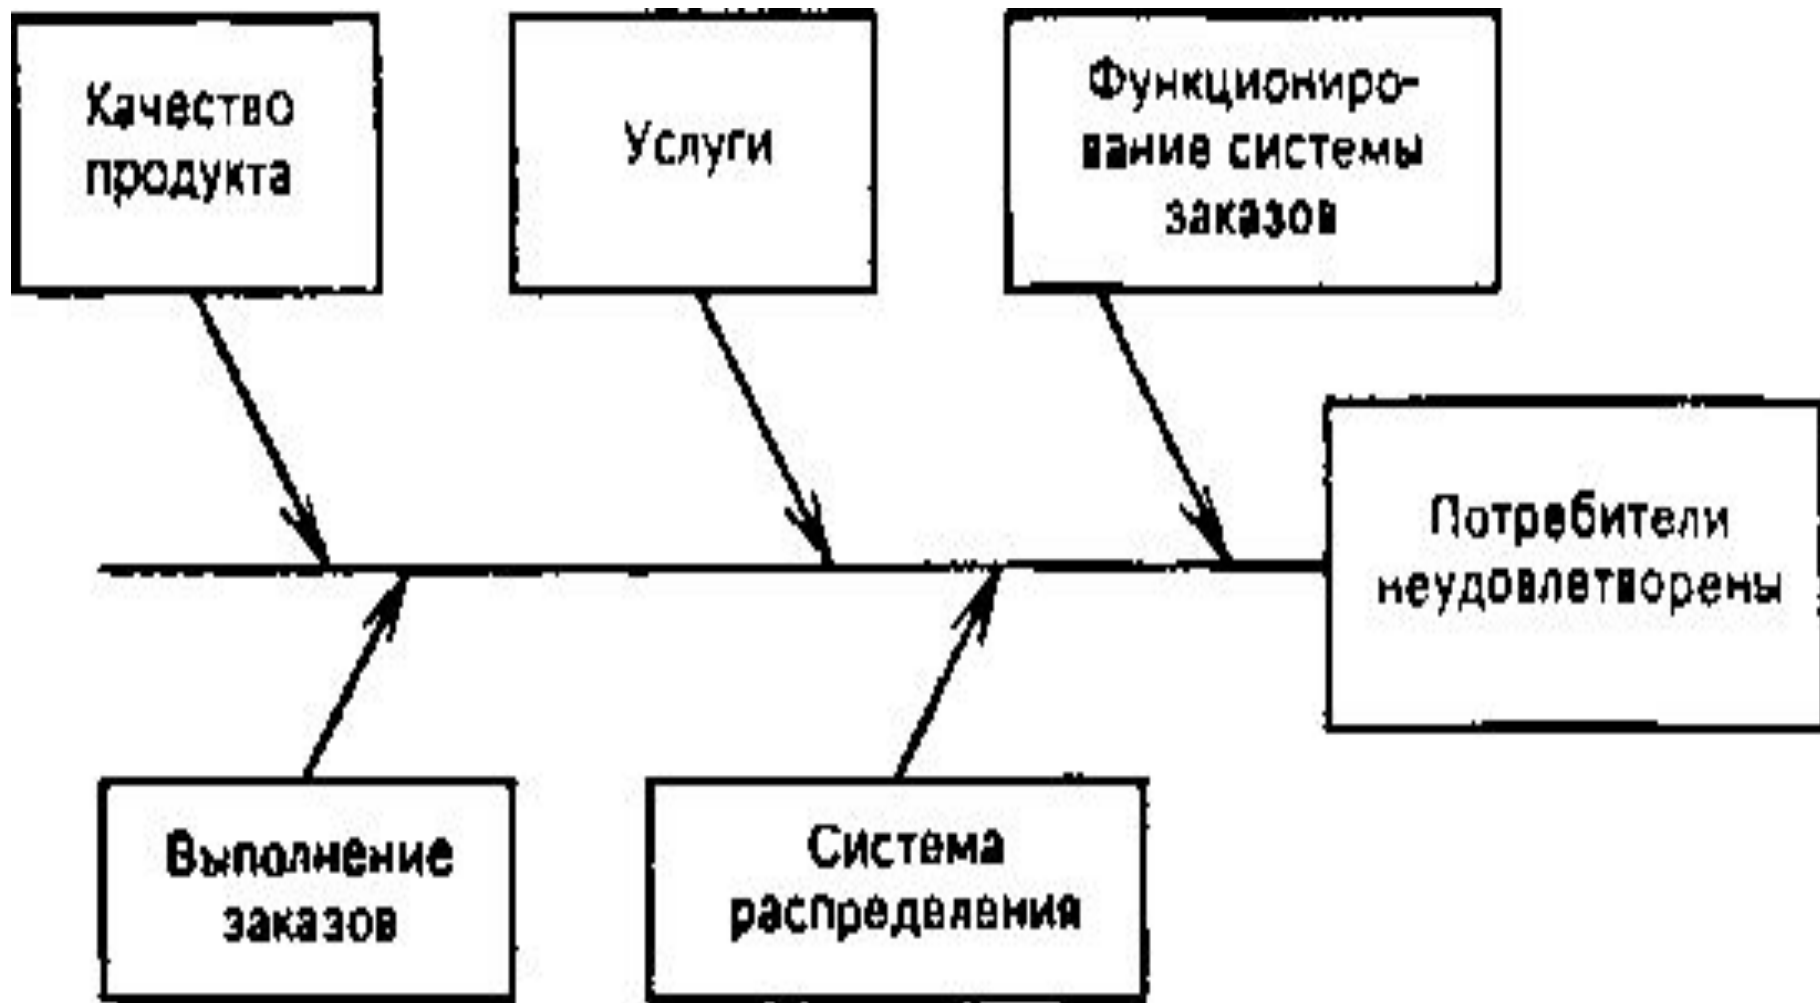 Качество
продукта
Услуги
Функциониро-
вание системы
заказов
Потребители
неудовлетворены
Выполнение
заказов
Система
распределения